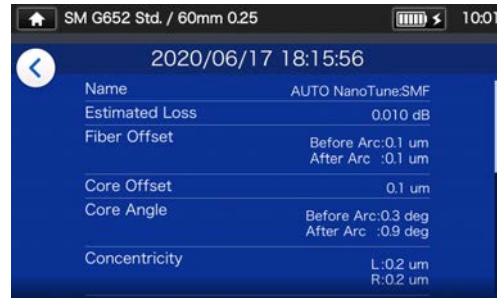 SM G652 Std. / 60mm 0.25
10:01
2020/06/17 18:15:56
Name AUTO NanoTune:SMF
Estimated Loss 0.010 dB
Fiber Offset Before Arc:0.1 um
After Arc :0.1 um
Core Offset 0.1 um
Core Angle Before Arc:0.3 deg
After Arc :0.9 deg
Concentricity L:0.2 um
R:0.2 um